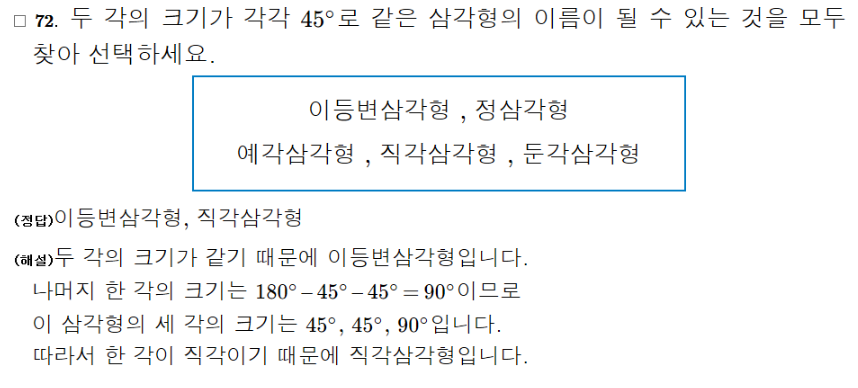 □ 72. 두 각의 크기가 각각 45°로 같은 삼각형의 이름이 될 수 있는 것을 모두
찾아 선택하세요.
이등변삼각형 , 정삼각형
예각삼각형 , 직각삼각형 , 둔각삼각형
(정답)이등변삼각형, 직각삼각형
(해설)두 각의 크기가 같기 때문에 이등변삼각형입니다.
나머지 한 각의 크기는 180°-45°-45°=90°이므로
이 삼각형의 세 각의 크기는 45°, 45°, 90°입니다.
따라서 한 각이 직각이기 때문에 직각삼각형입니다.